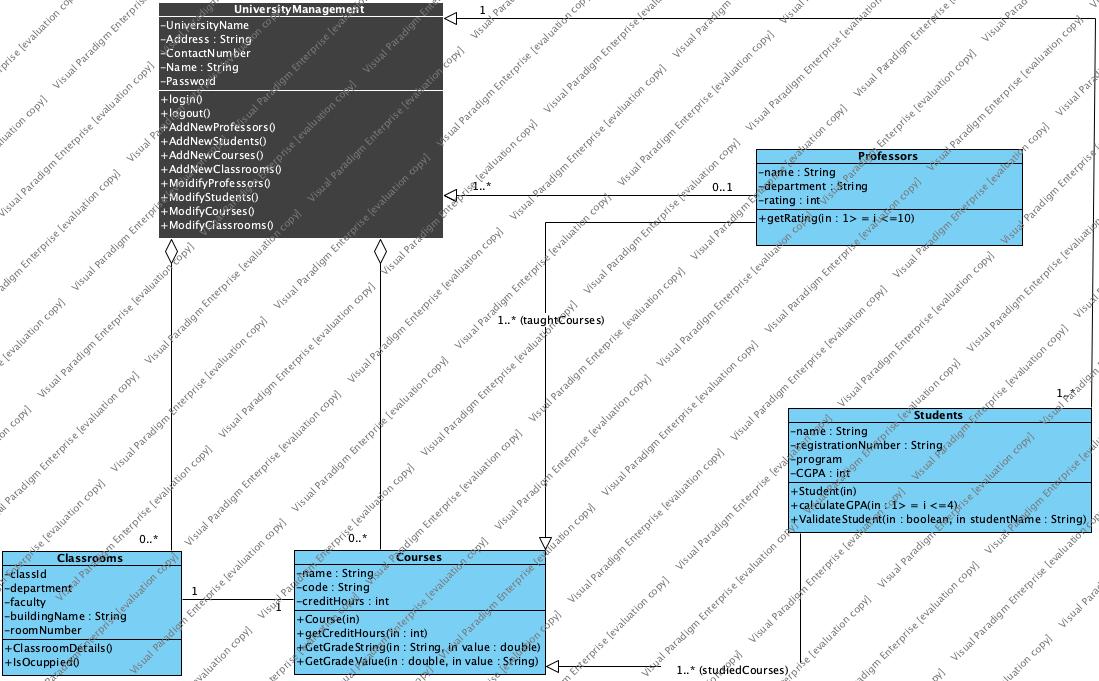 UniversityManagement
-UniversityName
-Address : String
-ContactNumber
-Name : String
-Password
+login()
+logout()
+AddNewProfessors()
+AddNewStudents()
+AddNewCourses()
+AddNewClassrooms()
+MoidifyProfessors()
+ModifyStudents()
+ModifyCourses()
+ModifyClassrooms()
1
1..*
0..1
Professors
-name : String
-department : String
-rating : int
+getRating(in : 1> = i <=10)
1..* (taughtCourses)
1..*
Students
-name : String
-registrationNumber : String
-program
-CGPA : int
+Student(in)
+calculateGPA(in : 1> = i <=4)
+ValidateStudent(in : boolean, in studentName : String)
0..*
Classrooms
-classId
-department
-faculty
-buildingName : String
-roomNumber
+ClassroomDetails()
+IsOcuppied()
1
1
0..*
Courses
-name : String
-code : String
-creditHours : int
+Course(in)
+getCreditHours(in : int)
+GetGradeString(in : String, in value : double)
+GetGradeValue(in : double, in value : String)
1..* (studiedCourses)
Visual Paradigm Enterprise [evaluation copy]